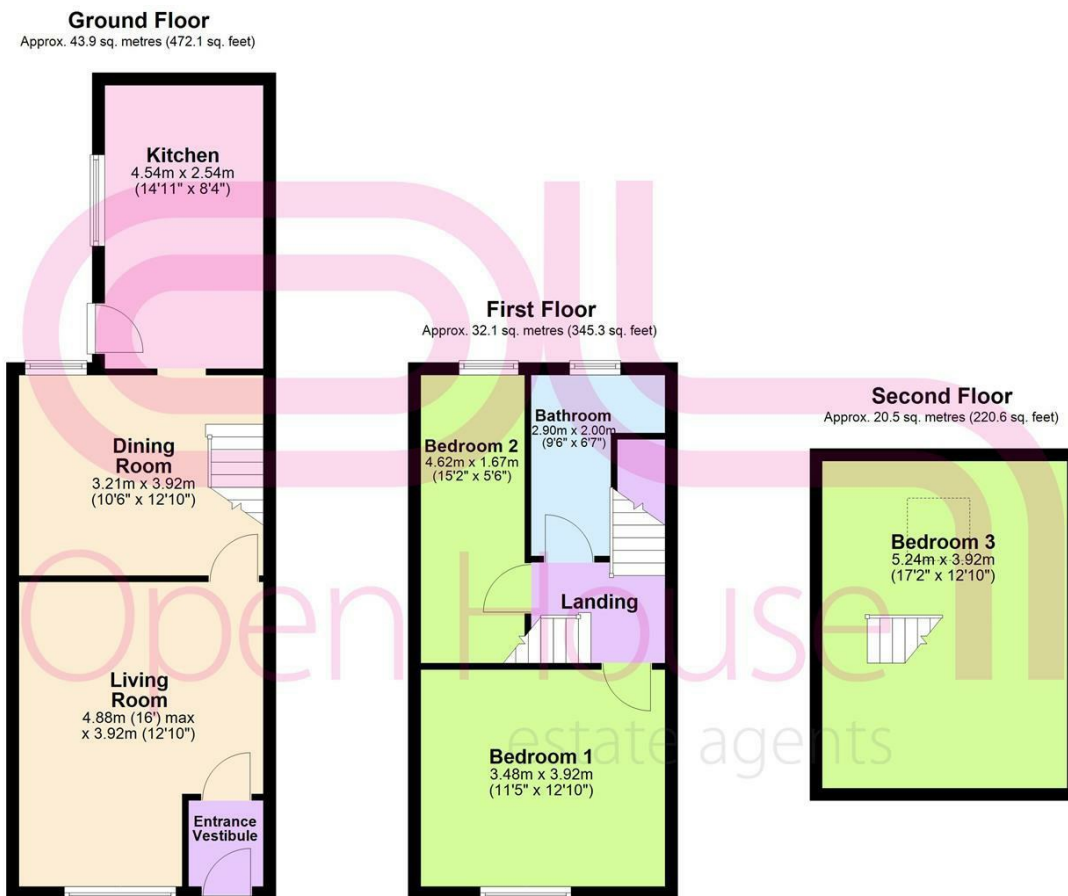 Ground Floor
Approx. 43.9 sq. metres (472.1 sq. feet)
Kitchen
4.54m x 2.54m
(14'11" x 8'4")
Dining
Room
3.21m x 3.92m
(10'6" x 12'10")
Living
Room
4.88m (16') max
x 3.92m (12'10")
Entrance
Vestibule
First Floor
Approx. 32.1 sq. metres (345.3 sq. feet)
Bathroom
2.90m x 2.00m
(9'6" x 6'7")
Bedroom 2
4.62m x 1.67m
(15'2" x 5'6")
Landing
Bedroom 1
3.48m x 3.92m
(11'5" x 12'10")
Second Floor
Approx. 20.5 sq. metres (220.6 sq. feet)
Bedroom 3
5.24m x 3.92m
(17'2" x 12'10")
Open House
estate agents